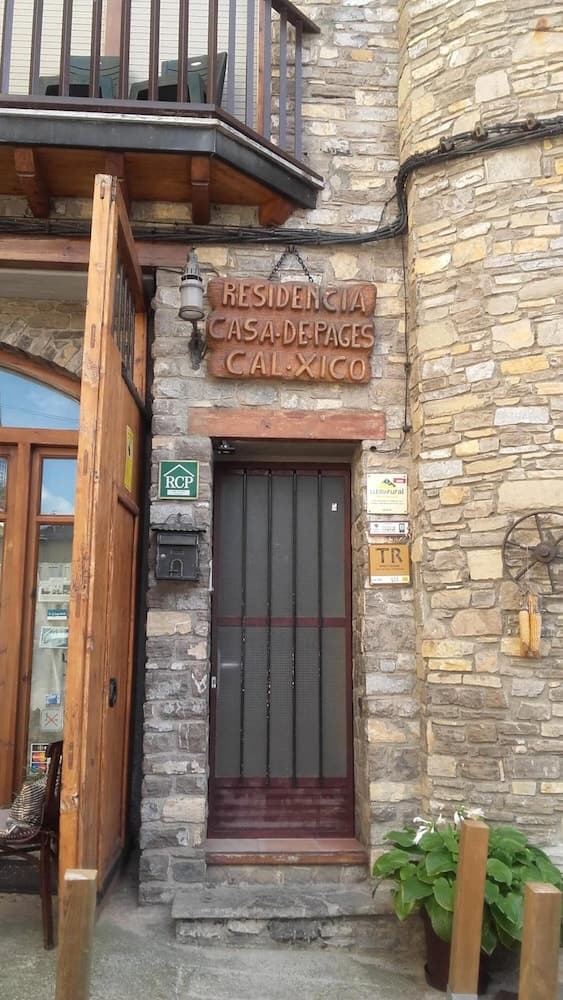 RESIDENCIA
CASA·DE·PAGES
CAL·XICO
RCP
TR